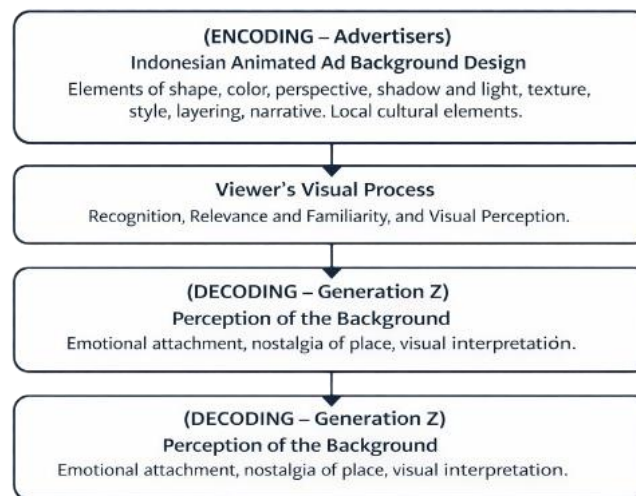 (ENCODING – Advertisers)
Indonesian Animated Ad Background Design
Elements of shape, color, perspective, shadow and light, texture,
style, layering, narrative. Local cultural elements.
Viewer's Visual Process
Recognition, Relevance and Familiarity, and Visual Perception.
(DECODING – Generation Z)
Perception of the Background
Emotional attachment, nostalgia of place, visual interpretation.
(DECODING – Generation Z)
Perception of the Background
Emotional attachment, nostalgia of place, visual interpretation.